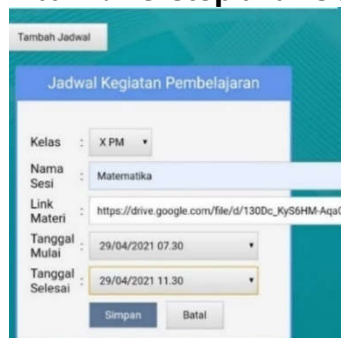 Tambah Jadwal
Jadwal Kegiatan Pembelajaran
Kelas : X PM
Nama Sesi : Matematika
Link Materi : https://drive.google.com/file/d/130Dc_KyS6HM-Aqa
Tanggal Mulai : 29/04/2021 07.30
Tanggal Selesai : 29/04/2021 11.30
Simpan Batal